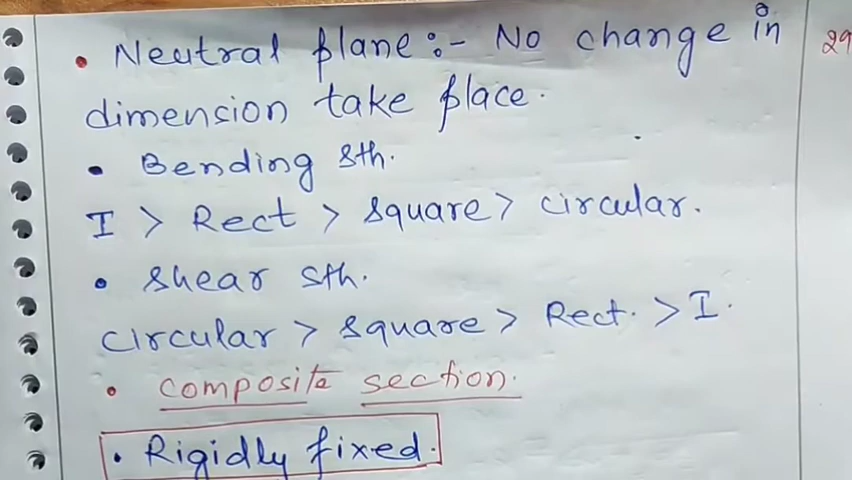 • Neutral plane :- No change in
29
dimension take place.
• Bending sth.
I > Rect > square > circular.
• shear sth.
circular > square > Rect. > I.
• composite section.
• Rigidly fixed.